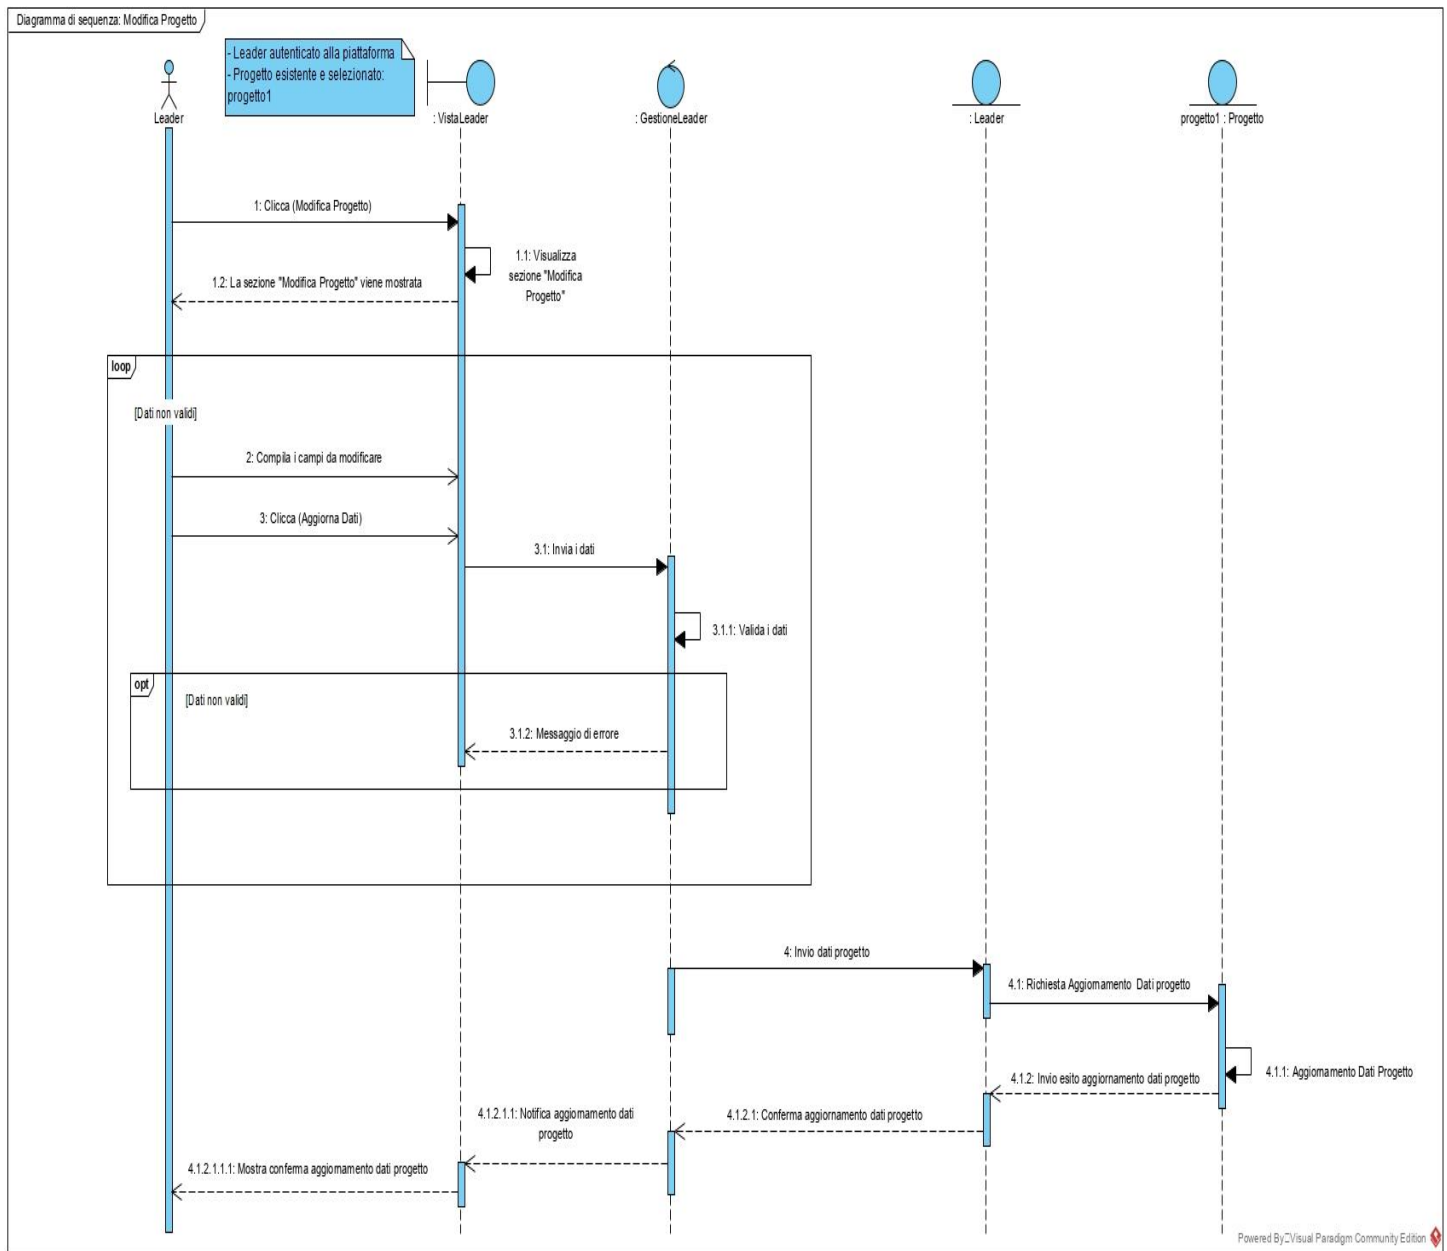 Diagramma di sequenza: Modifica Progetto
- Leader autenticato alla piattaforma
- Progetto esistente e selezionato:
progetto1
Leader
: VistaLeader
: GestioneLeader
: Leader
progetto1 : Progetto
1: Clicca (Modifica Progetto)
1.1: Visualizza
sezione "Modifica
Progetto"
1.2: La sezione "Modifica Progetto" viene mostrata
loop
[Dati non validi]
2: Compila i campi da modificare
3: Clicca (Aggiorna Dati)
3.1: Invia i dati
3.1.1: Valida i dati
opt
[Dati non validi]
3.1.2: Messaggio di errore
4: Invio dati progetto
4.1: Richiesta Aggiornamento Dati progetto
4.1.1: Aggiornamento Dati Progetto
4.1.2: Invio esito aggiornamento dati progetto
4.1.2.1: Conferma aggiornamento dati progetto
4.1.2.1.1: Notifica aggiornamento dati
progetto
4.1.2.1.1.1: Mostra conferma aggiornamento dati progetto
Powered By Visual Paradigm Community Edition